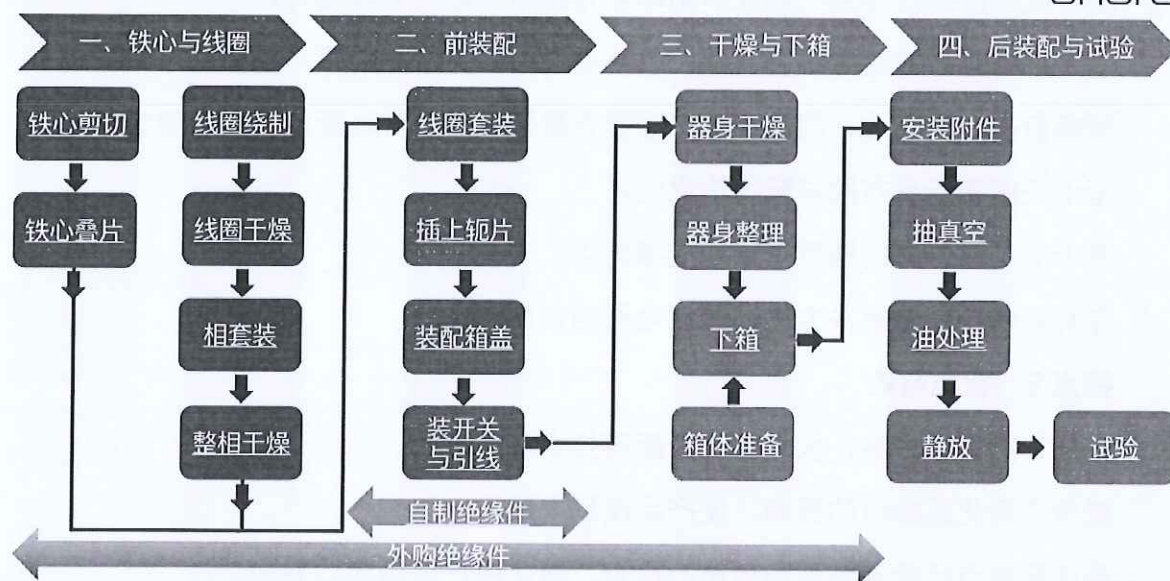 一、铁心与线圈
二、前装配
三、干燥与下箱
四、后装配与试验
铁心剪切
铁心叠片
线圈绕制
线圈干燥
相套装
整相干燥
线圈套装
插上轭片
装配箱盖
装开关
与引线
器身干燥
器身整理
下箱
箱体准备
安装附件
抽真空
油处理
静放
试验
自制绝缘件
外购绝缘件